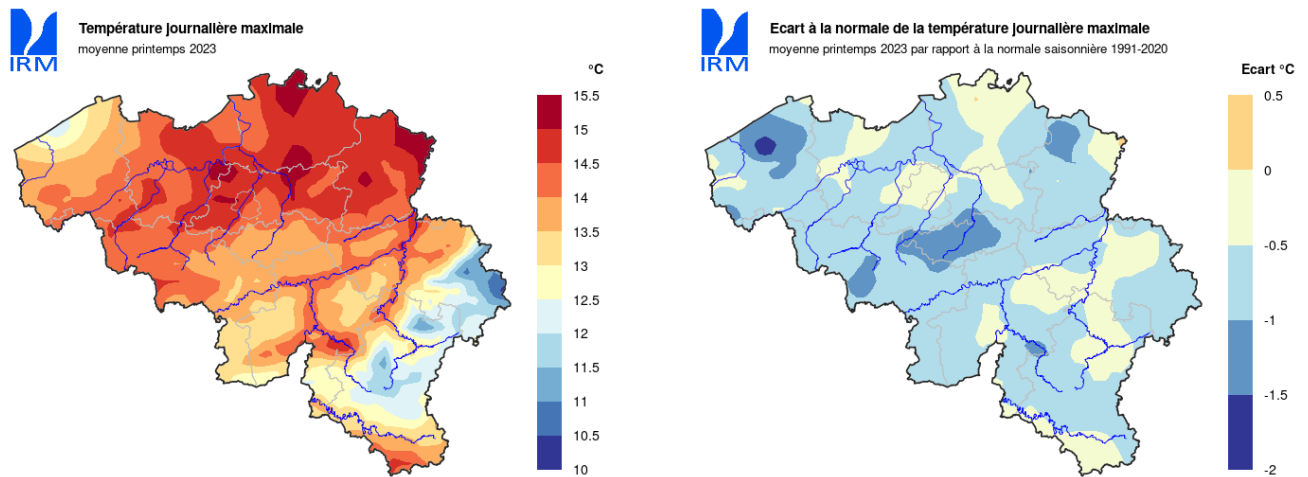 IRM
Température journalière maximale
moyenne printemps 2023
°C
15.5
15
14.5
14
13.5
13
12.5
12
11.5
11
10.5
10
IRM
Ecart à la normale de la température journalière maximale
moyenne printemps 2023 par rapport à la normale saisonnière 1991-2020
Ecart °C
0.5
0
-0.5
-1
-1.5
-2